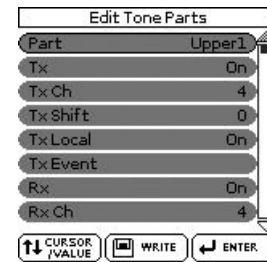 Edit Tone Parts
Part Upper1
Tx On
Tx Ch 4
Tx Shift 0
Tx Local On
Tx Event
Rx On
Rx Ch 4
CURSOR /VALUE WRITE ENTER